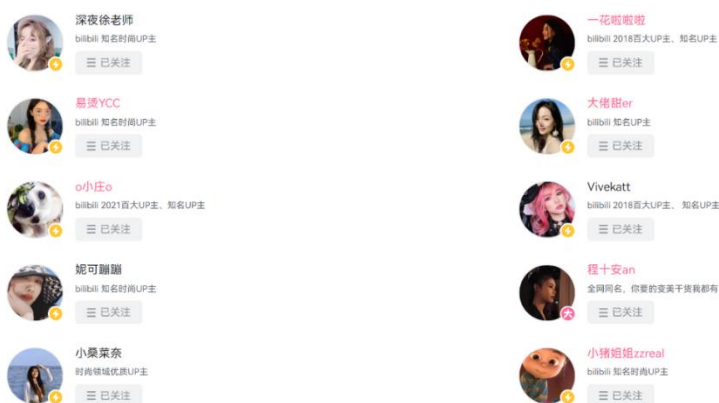 深夜徐老师
bilibili 知名时尚UP主
已关注
一花啦啦啦
bilibili 2018百大UP主、知名UP主
已关注
易烫YCC
bilibili 知名时尚UP主
已关注
大佬甜er
bilibili 知名UP主
已关注
o小庄o
bilibili 2021百大UP主、知名UP主
已关注
Vivekatt
bilibili 2018百大UP主、 知名UP主
已关注
妮可蹦蹦
bilibili 知名时尚UP主
已关注
程十安an
全网同名，你要的变美干货我都有
已关注
大
小桑菜奈
时尚领域优质UP主
已关注
小猪姐姐zzreal
bilibili 知名时尚UP主
已关注